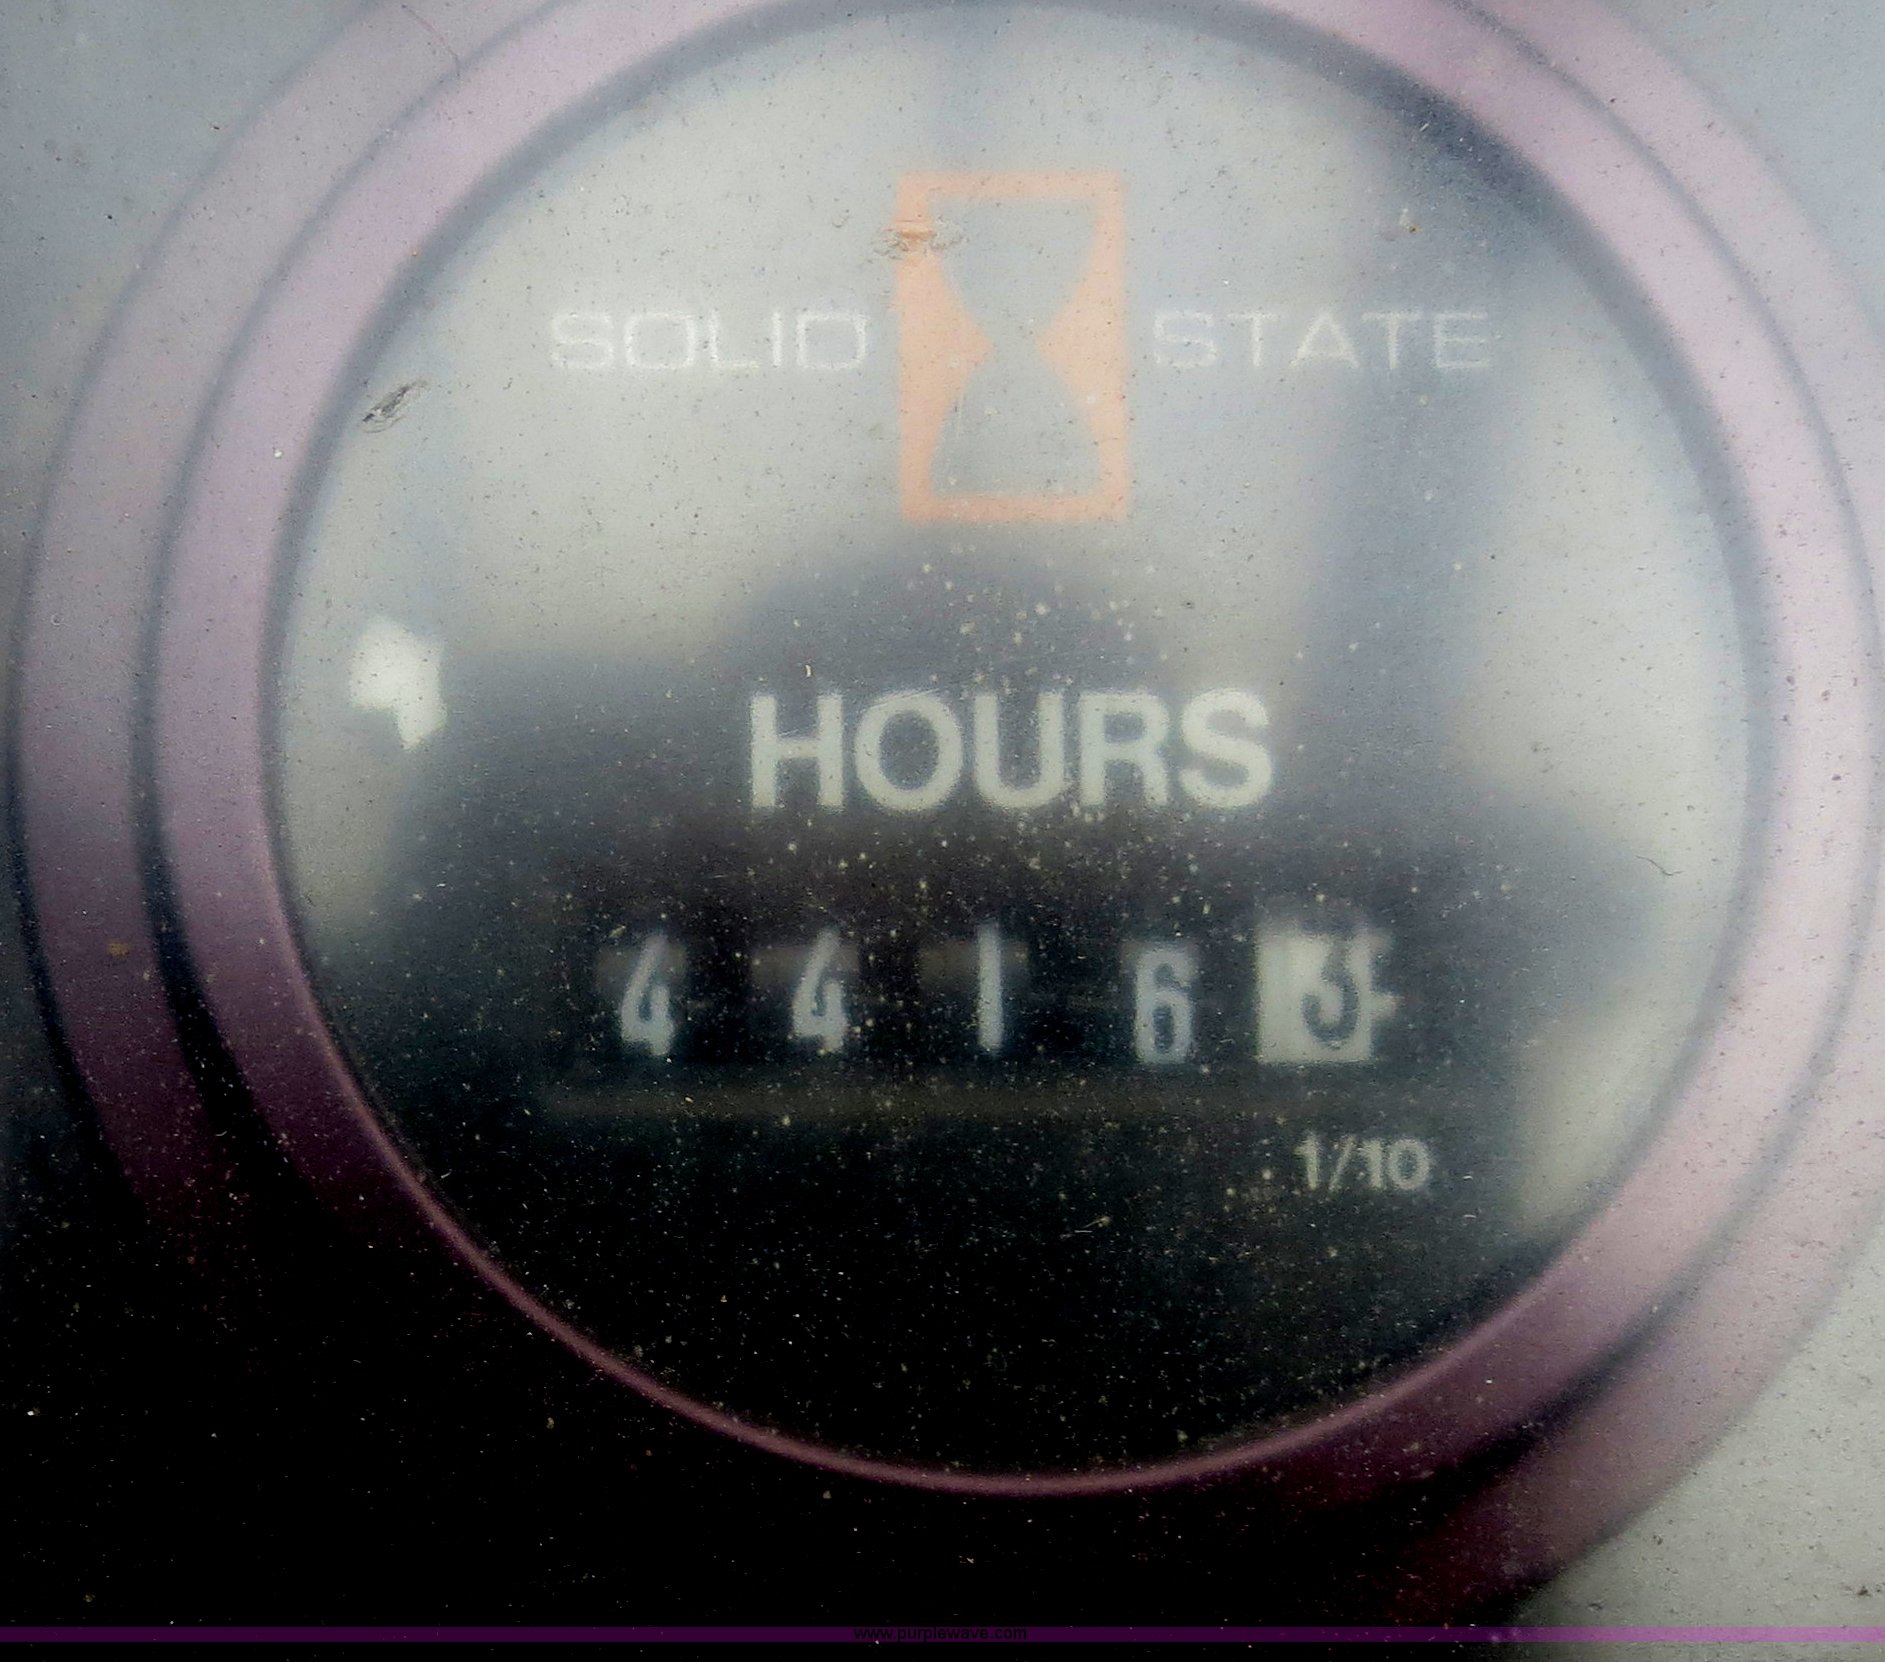 SOLID STATE
HOURS
4 4 1 6 3
1/10
www.purplewave.com